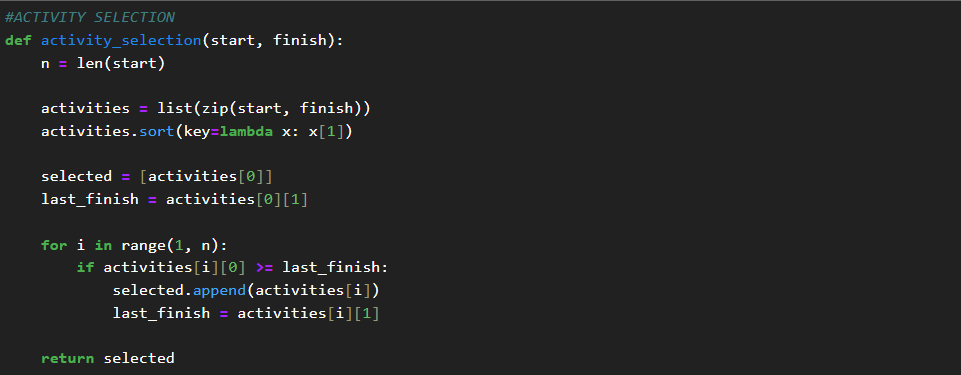 #ACTIVITY SELECTION
def activity_selection(start, finish):
    n = len(start)
    activities = list(zip(start, finish))
    activities.sort(key=lambda x: x[1])
    selected = [activities[0]]
    last_finish = activities[0][1]
    for i in range(1, n):
        if activities[i][0] >= last_finish:
            selected.append(activities[i])
            last_finish = activities[i][1]
    return selected